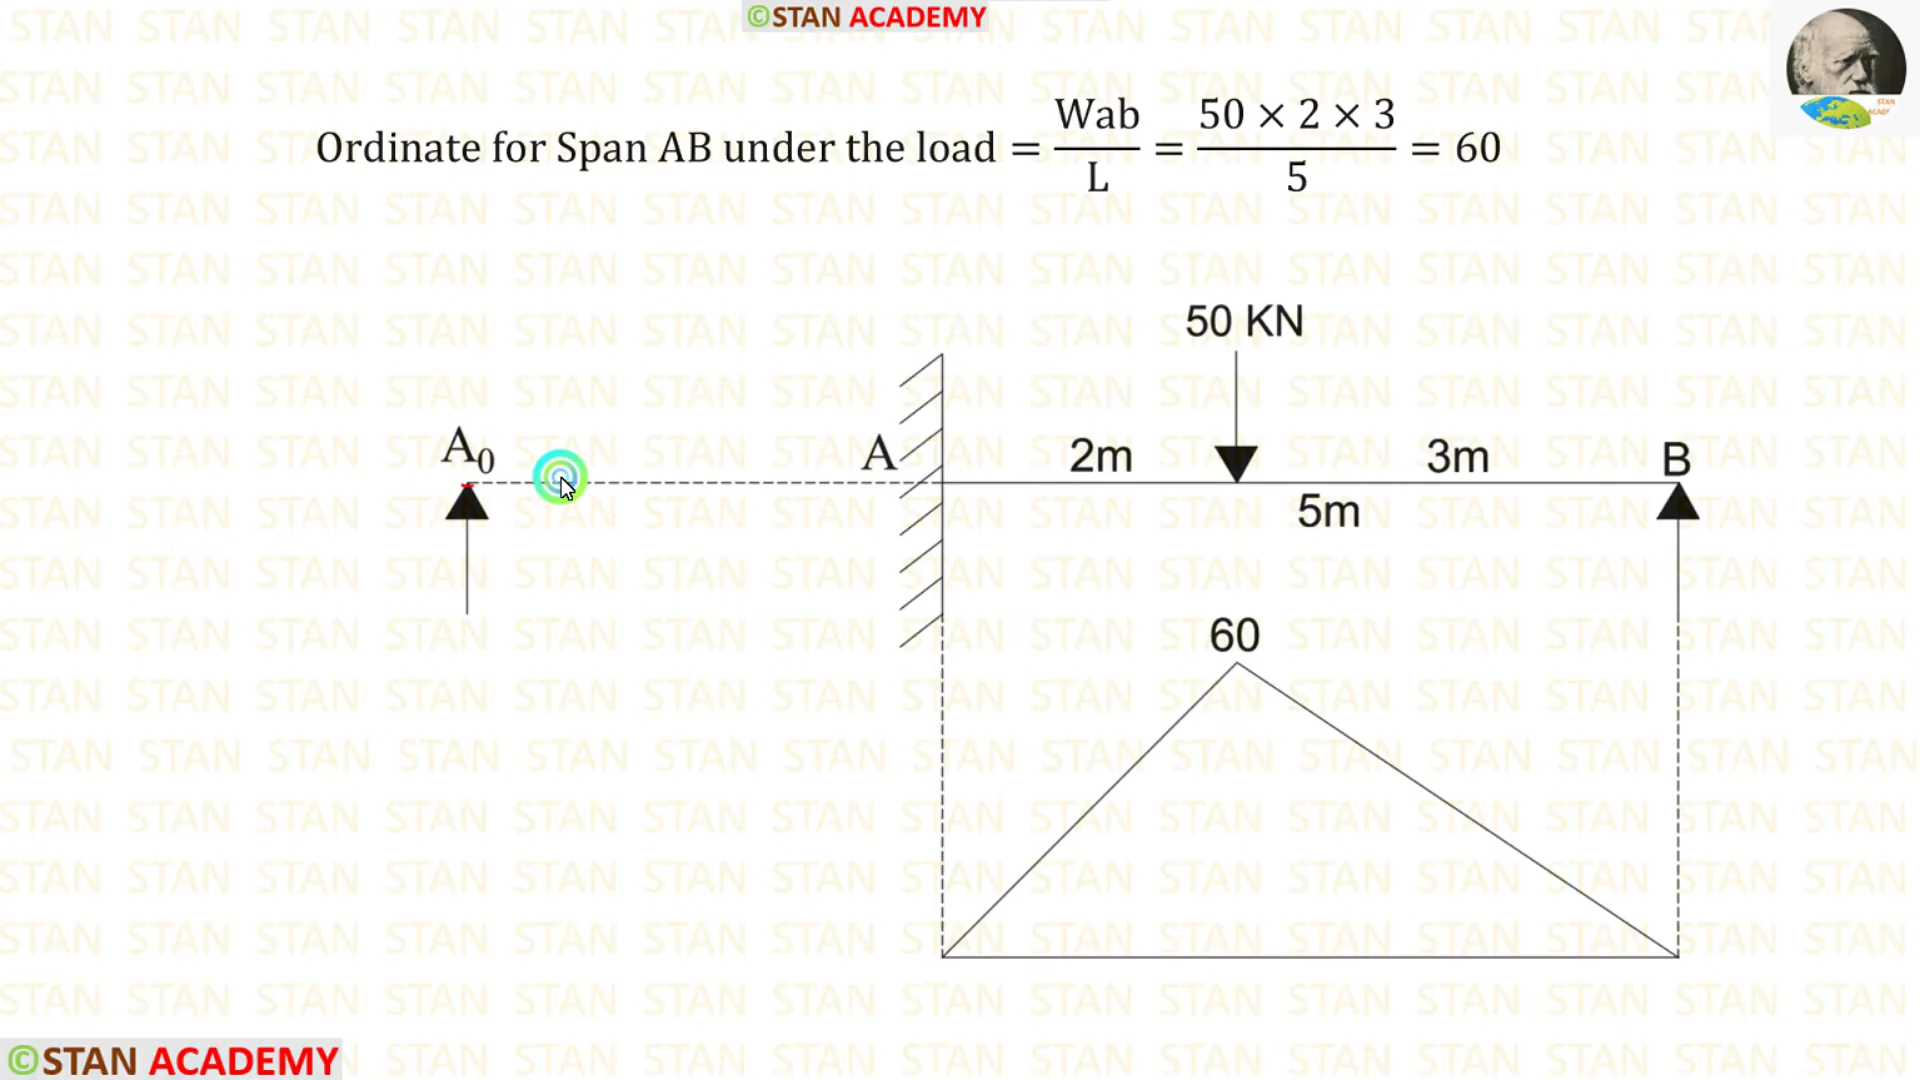 ©STAN ACADEMY
Ordinate for Span AB under the load = Wab / L = 50 × 2 × 3 / 5 = 60
50 KN
A₀
A
2m
3m
B
5m
60
©STAN ACADEMY